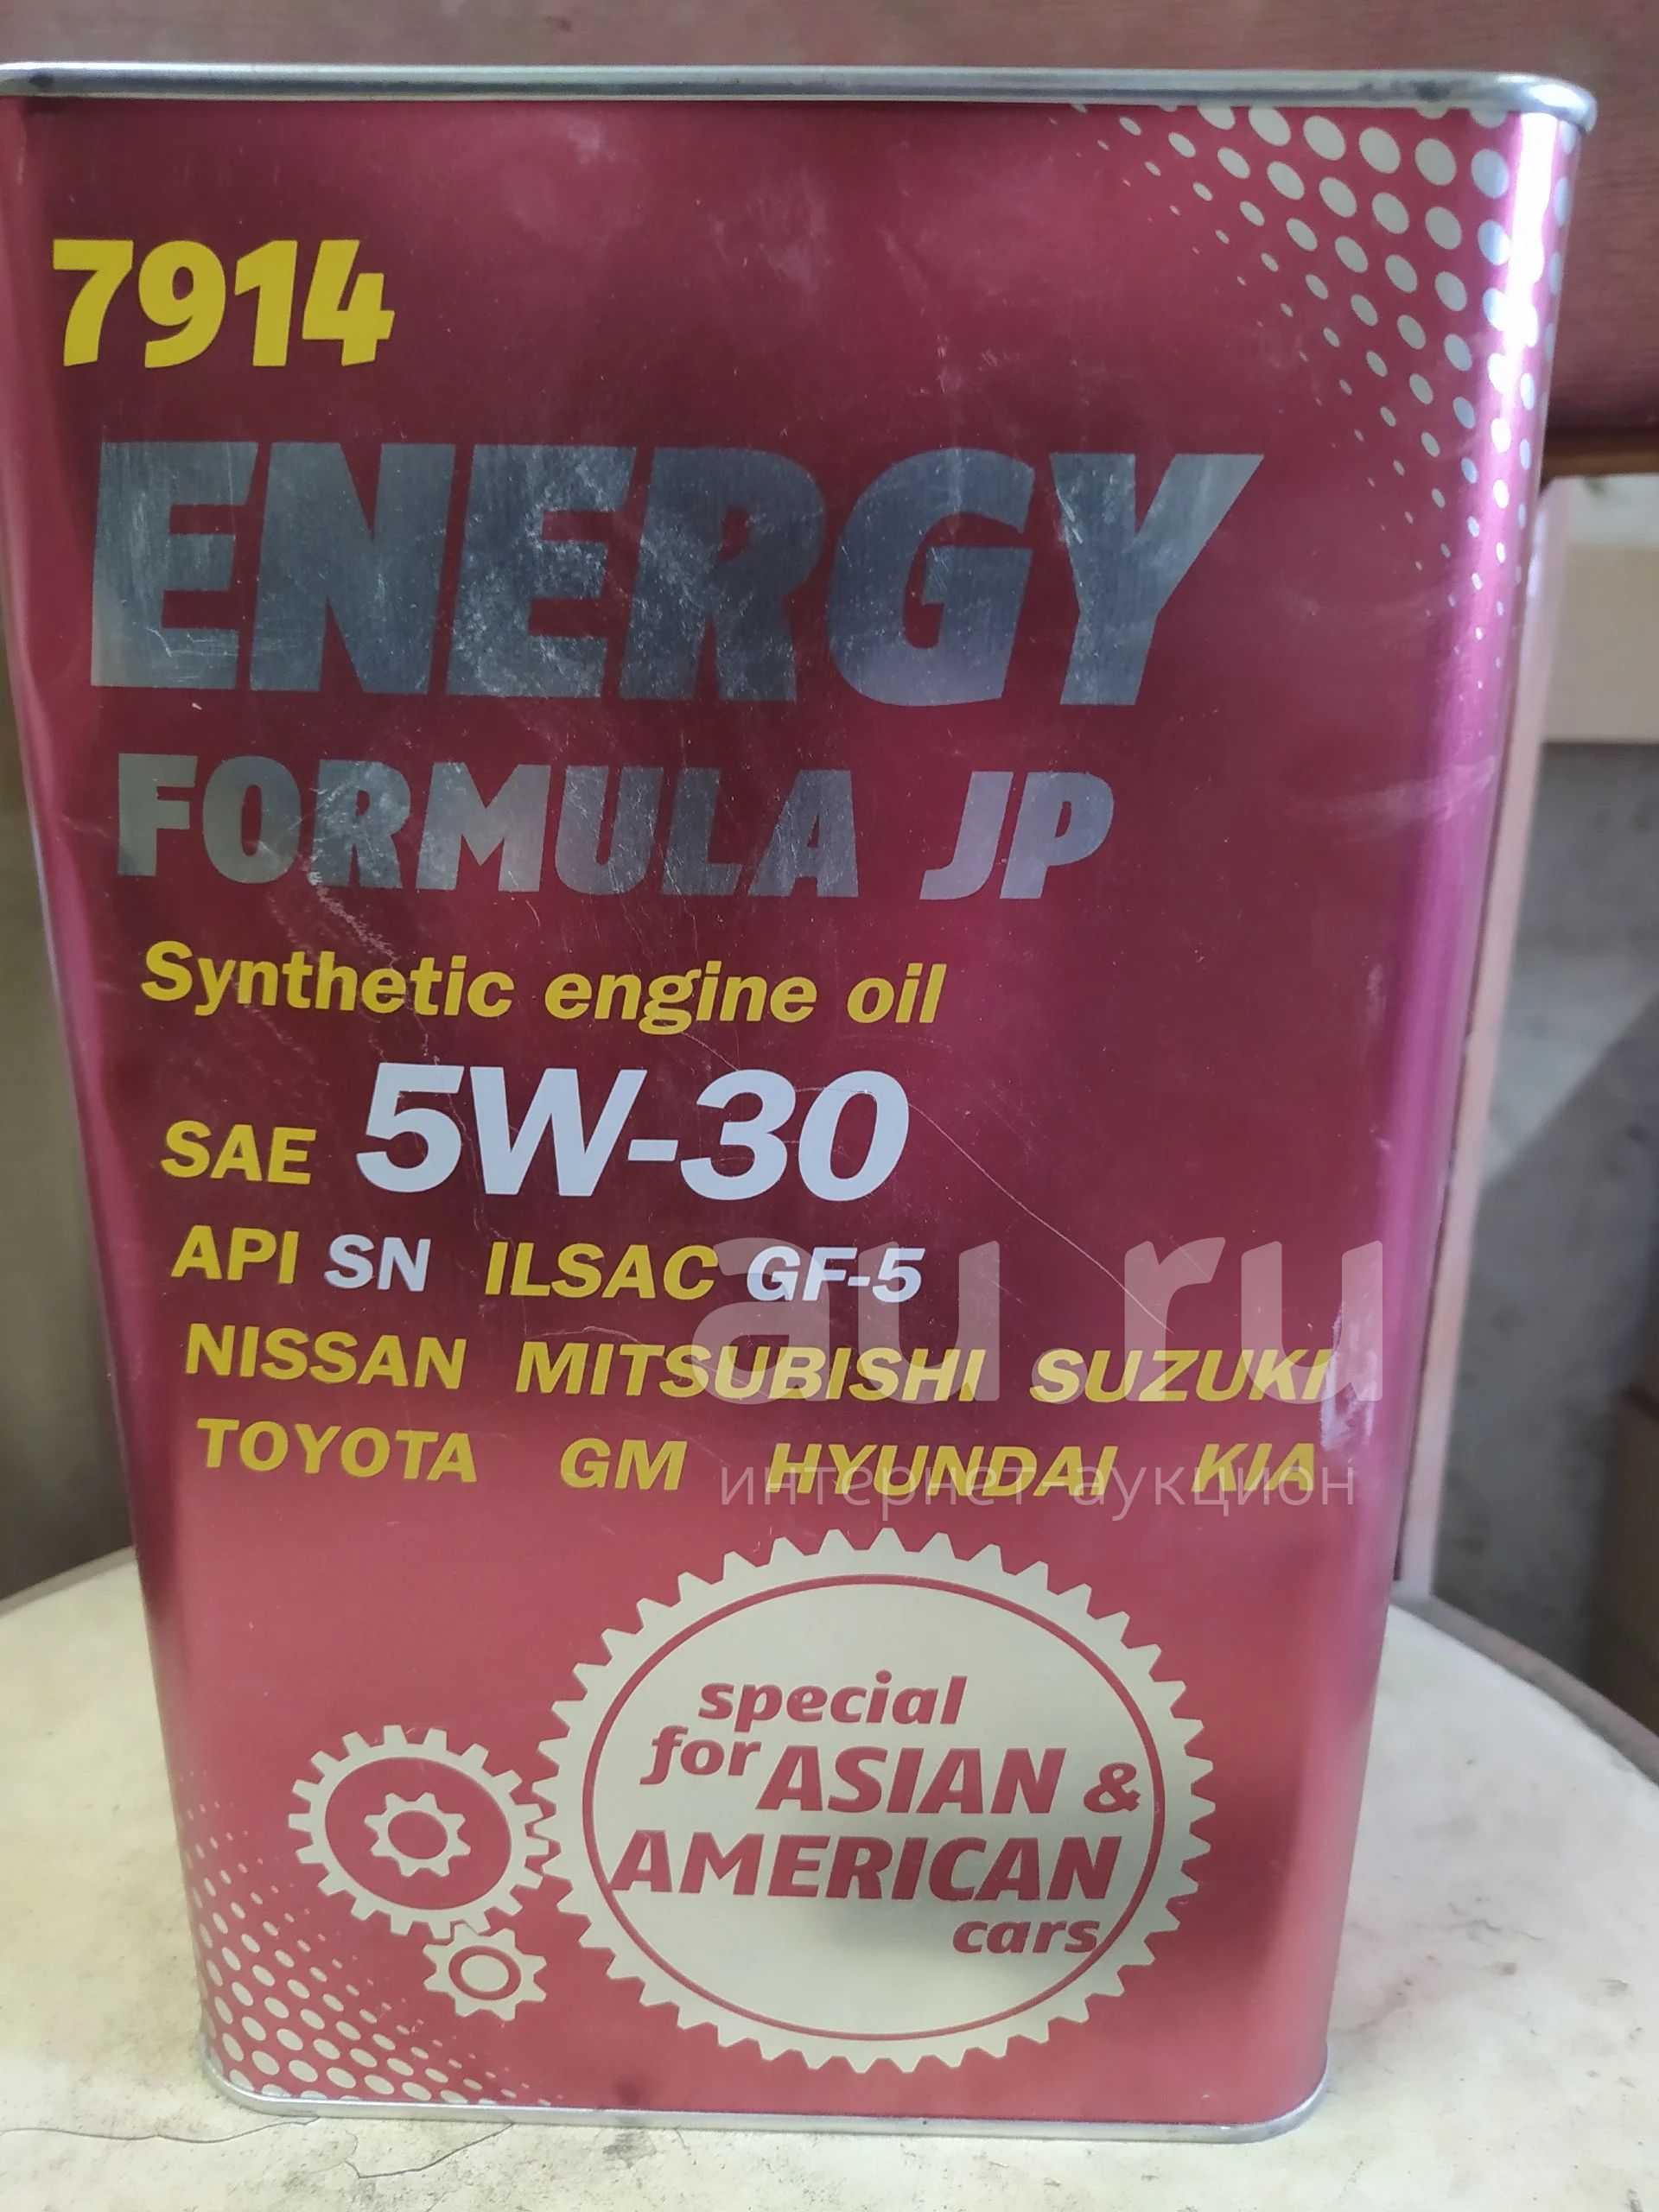 7914
ENERGY
FORMULA JP
Synthetic engine oil
SAE 5W-30
API SN ILSAC GF-5
NISSAN MITSUBISHI SUZUKI
TOYOTA GM HYUNDAI KIA
au.ru
интернет-аукцион
special
for ASIAN &
AMERICAN
cars